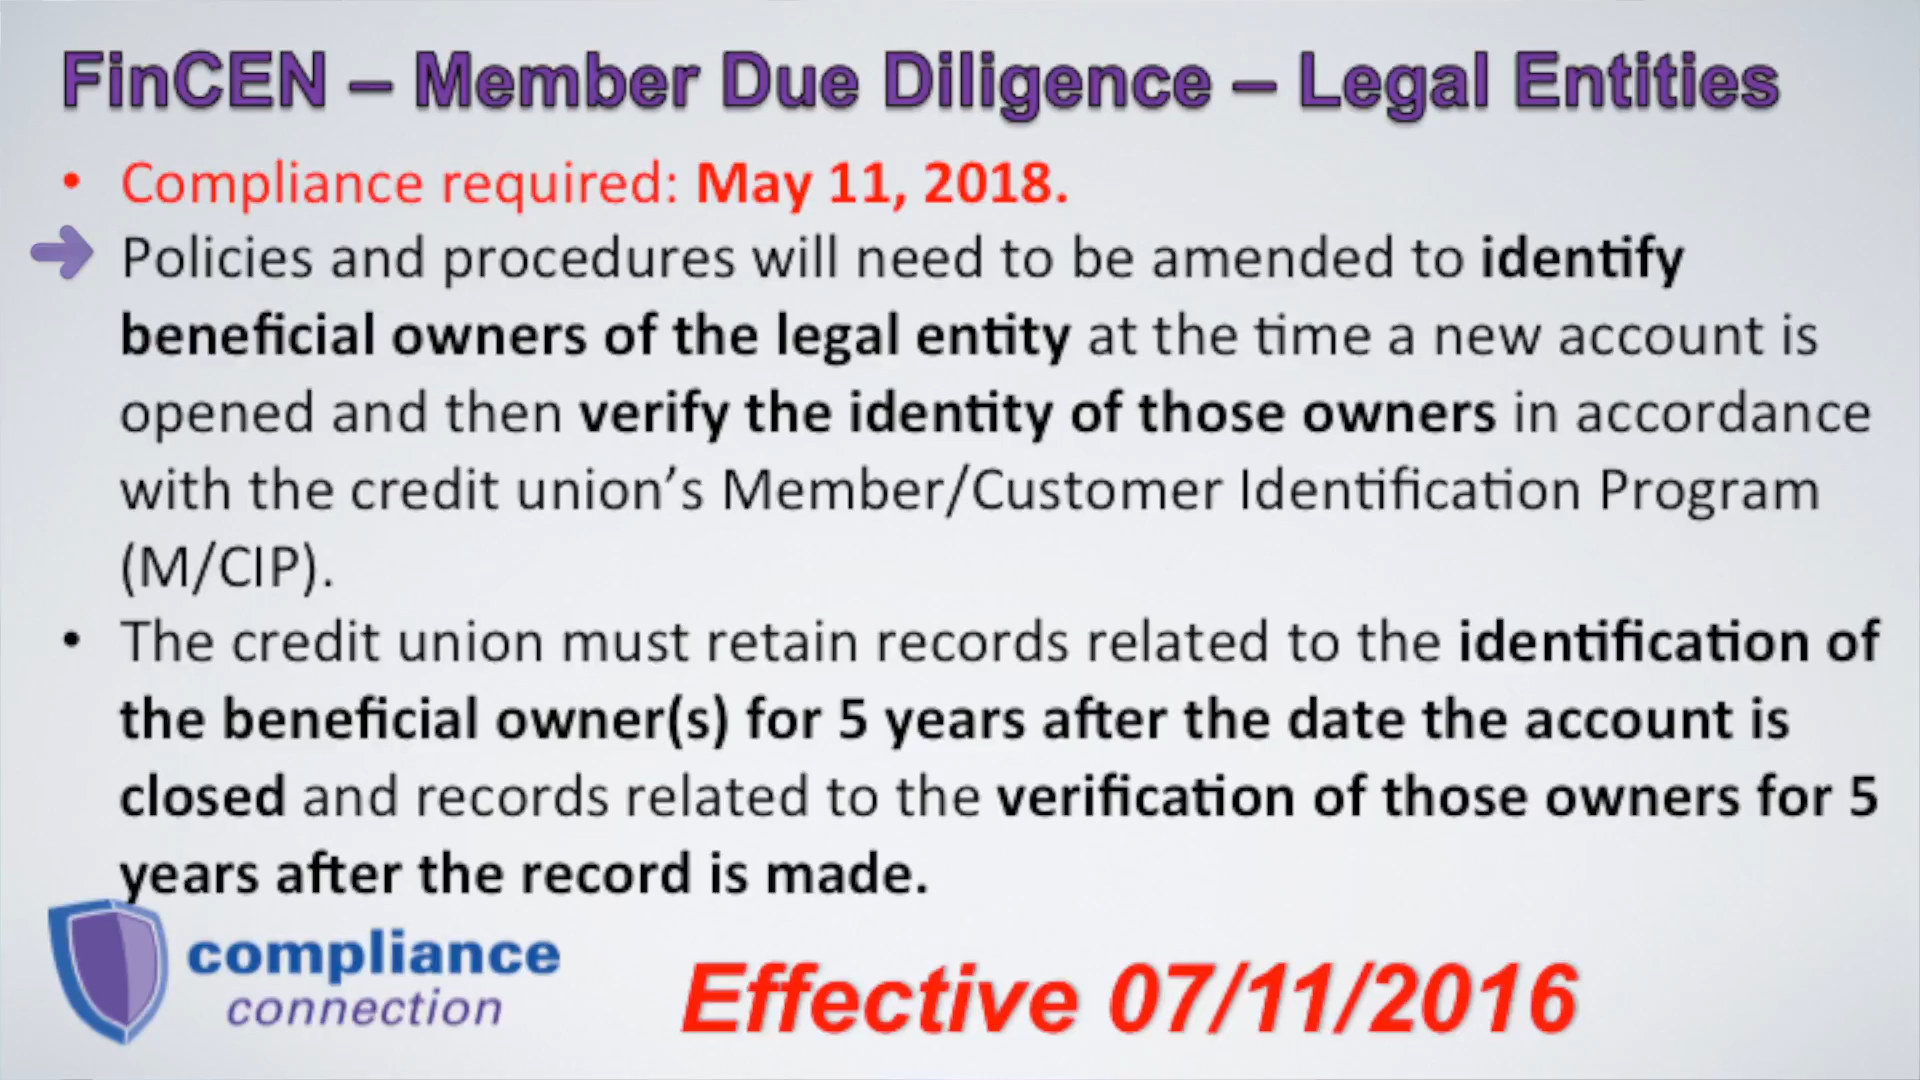 FinCEN – Member Due Diligence – Legal Entities
• Compliance required: May 11, 2018.
Policies and procedures will need to be amended to identify
beneficial owners of the legal entity at the time a new account is
opened and then verify the identity of those owners in accordance
with the credit union’s Member/Customer Identification Program
(M/CIP).
• The credit union must retain records related to the identification of
the beneficial owner(s) for 5 years after the date the account is
closed and records related to the verification of those owners for 5
years after the record is made.
compliance
connection
Effective 07/11/2016